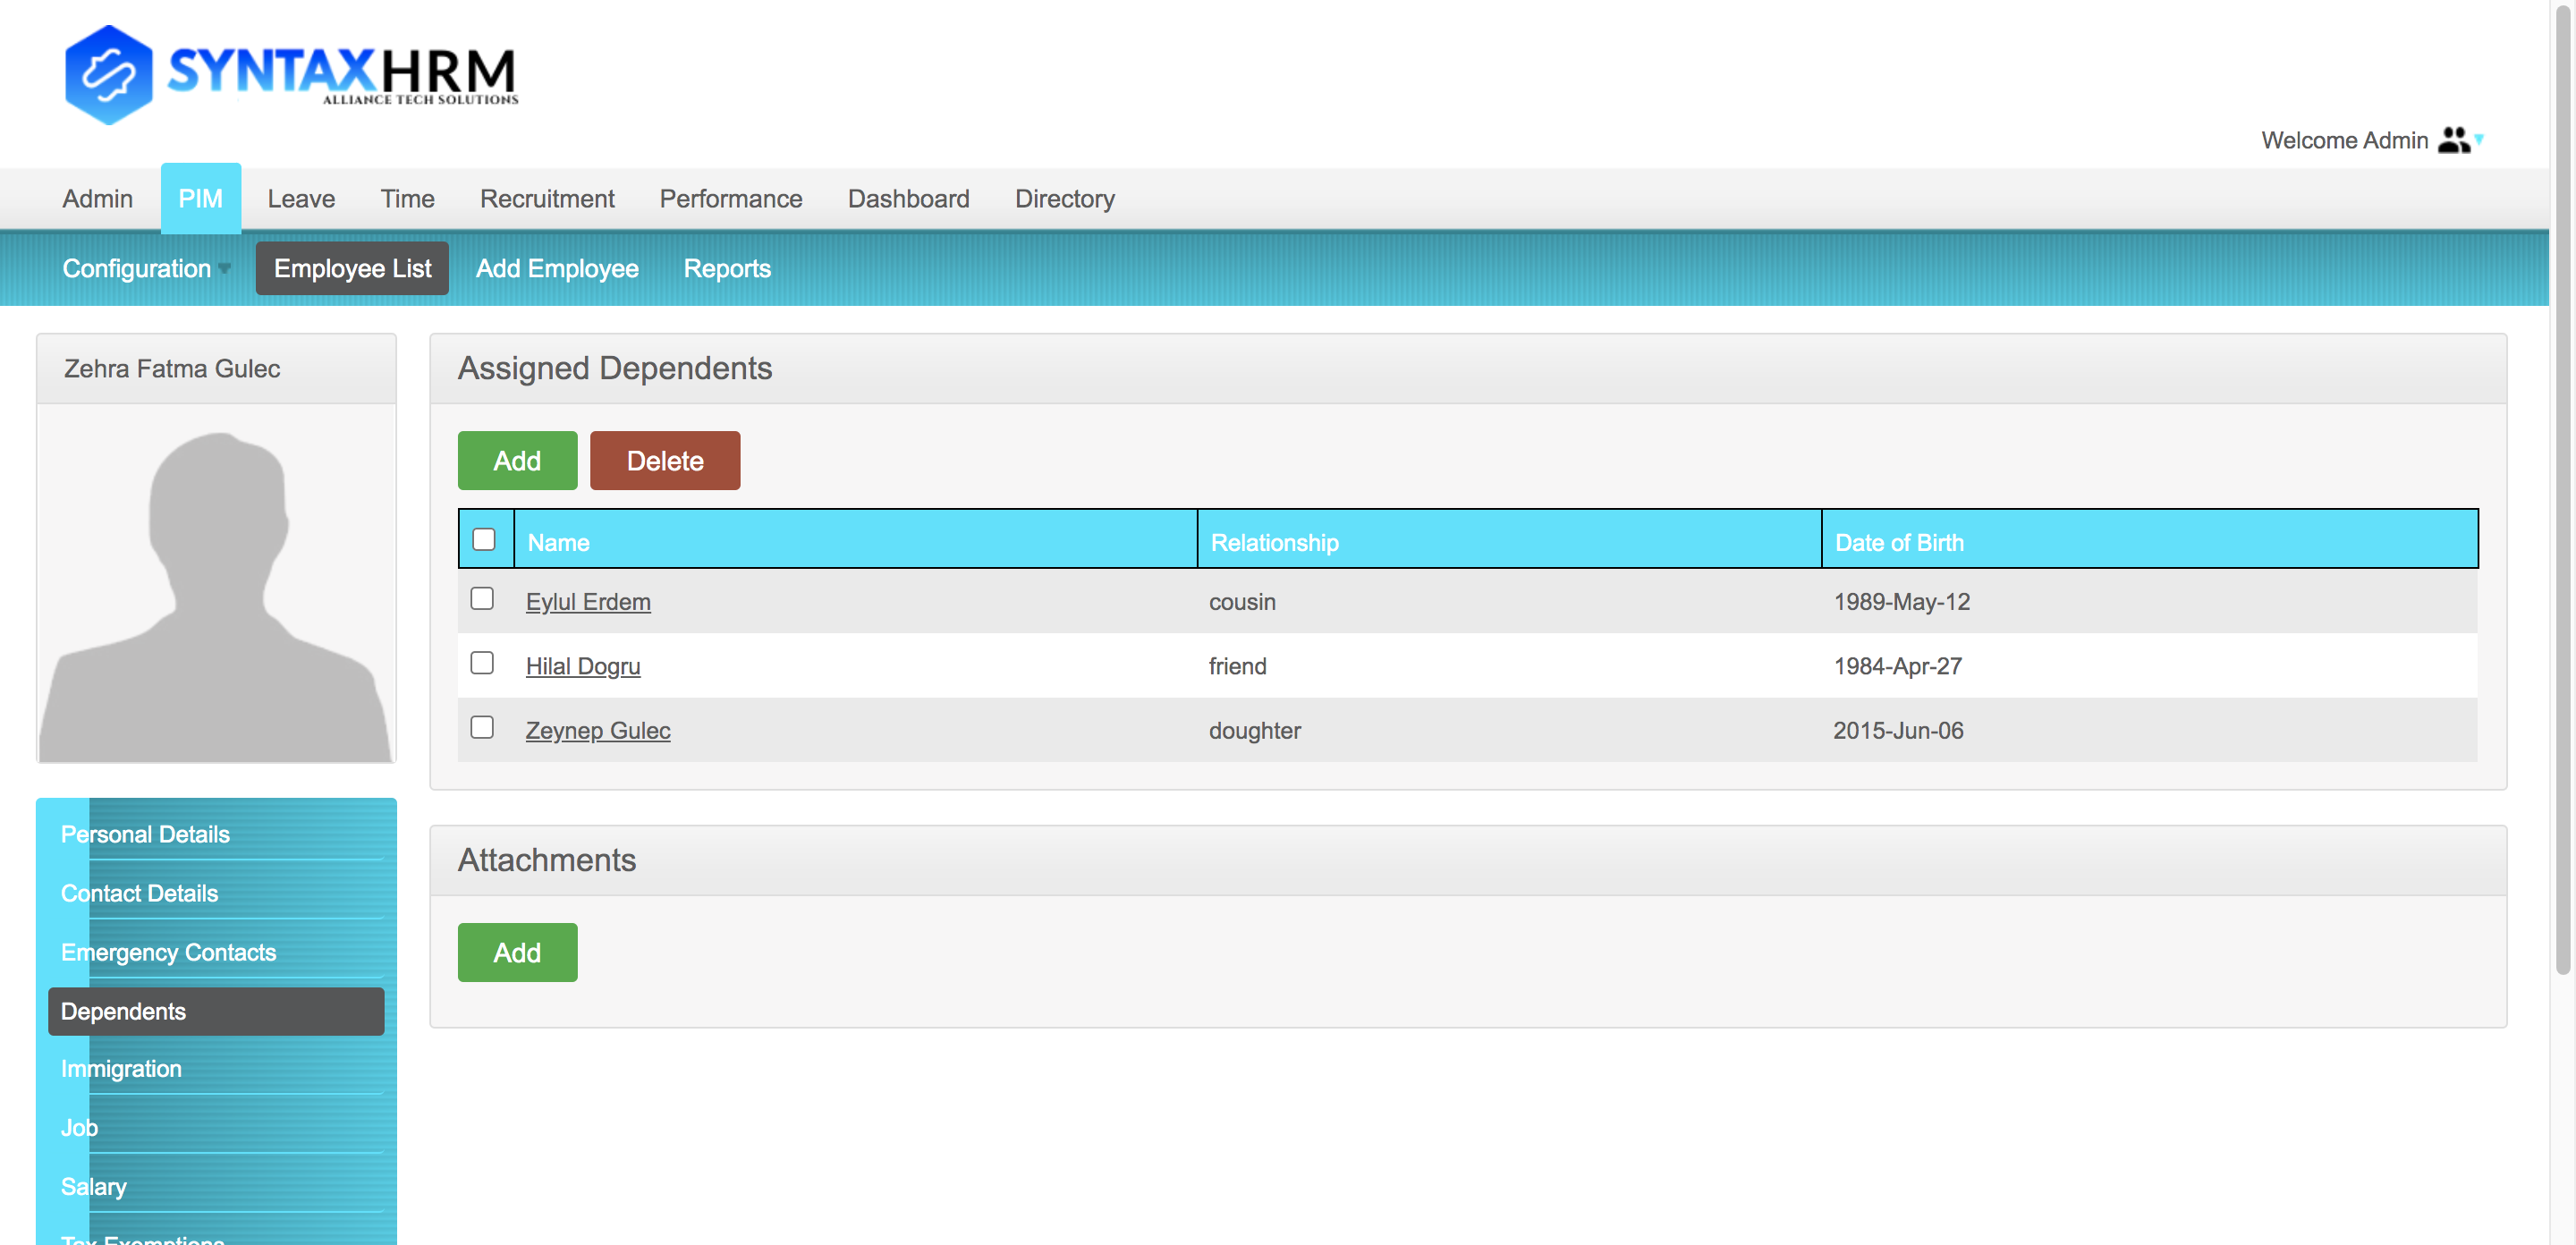 SYNTAXHRM
ALLIANCE TECH SOLUTIONS
Welcome Admin
Admin PIM Leave Time Recruitment Performance Dashboard Directory
Configuration Employee List Add Employee Reports
Zehra Fatma Gulec
Assigned Dependents
Add Delete
Name Relationship Date of Birth
Eylul Erdem cousin 1989-May-12
Hilal Dogru friend 1984-Apr-27
Zeynep Gulec doughter 2015-Jun-06
Personal Details
Contact Details
Emergency Contacts
Dependents
Immigration
Job
Salary
Tax Exemptions
Attachments
Add